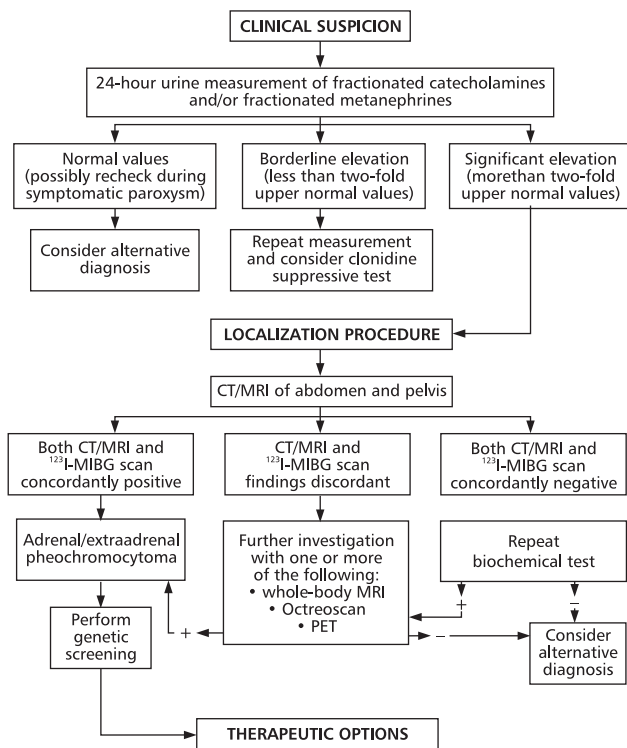 CLINICAL SUSPICION
24-hour urine measurement of fractionated catecholamines
and/or fractionated metanephrines
Normal values
(possibly recheck during
symptomatic paroxysm)
Borderline elevation
(less than two-fold
upper normal values)
Significant elevation
(morethan two-fold
upper normal values)
Consider alternative
diagnosis
Repeat measurement
and consider clonidine
suppressive test
LOCALIZATION PROCEDURE
CT/MRI of abdomen and pelvis
Both CT/MRI and
¹²³I-MIBG scan
concordantly positive
CT/MRI and
¹²³I-MIBG scan
findings discordant
Both CT/MRI and
¹²³I-MIBG scan
concordantly negative
Adrenal/extraadrenal
pheochromocytoma
Further investigation
with one or more
of the following:
• whole-body MRI
• Octreoscan
• PET
Repeat
biochemical test
+
–
Perform
genetic
screening
+
–
Consider
alternative
diagnosis
THERAPEUTIC OPTIONS